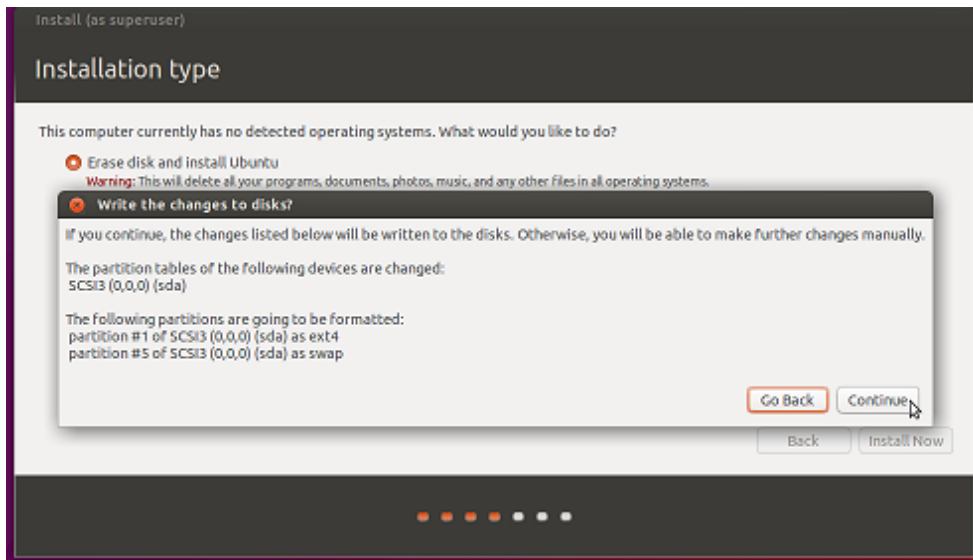 Install (as superuser)
Installation type
This computer currently has no detected operating systems. What would you like to do?
Erase disk and install Ubuntu
Warning: This will delete all your programs, documents, photos, music, and any other files in all operating systems.
Write the changes to disks?
If you continue, the changes listed below will be written to the disks. Otherwise, you will be able to make further changes manually.
The partition tables of the following devices are changed:
SCSI3 (0,0,0) (sda)
The following partitions are going to be formatted:
partition #1 of SCSI3 (0,0,0) (sda) as ext4
partition #5 of SCSI3 (0,0,0) (sda) as swap
Go Back Continue
Back Install Now